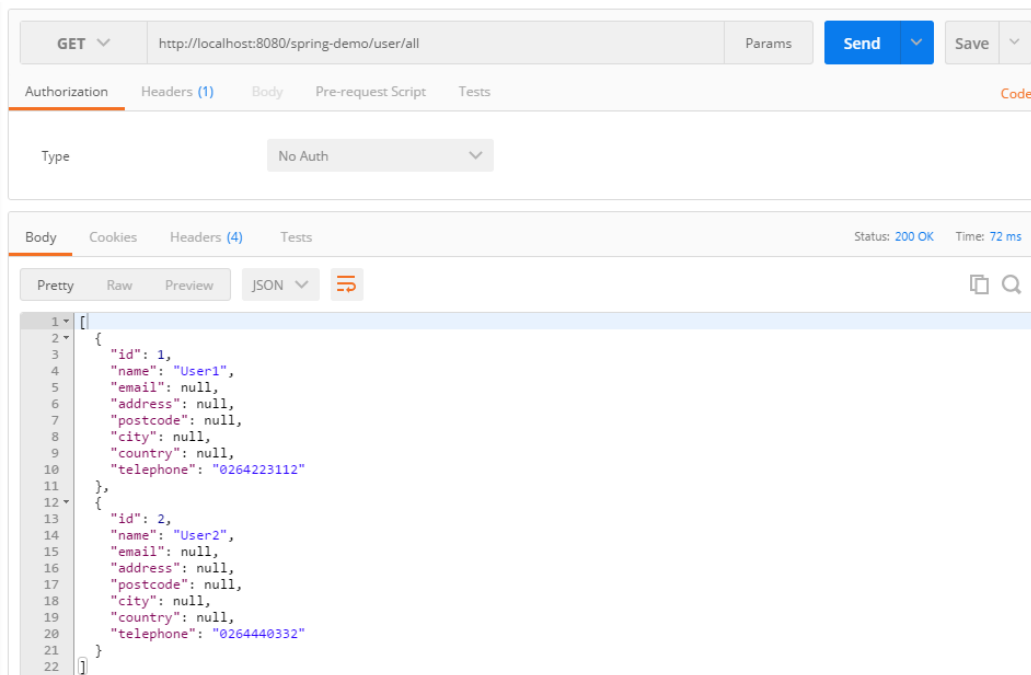 GET http://localhost:8080/spring-demo/user/all Params Send Save
Authorization Headers (1) Body Pre-request Script Tests Code
Type No Auth
Body Cookies Headers (4) Tests Status: 200 OK Time: 72 ms
Pretty Raw Preview JSON
1 [
2 {
3 "id": 1,
4 "name": "User1",
5 "email": null,
6 "address": null,
7 "postcode": null,
8 "city": null,
9 "country": null,
10 "telephone": "0264223112"
11 },
12 {
13 "id": 2,
14 "name": "User2",
15 "email": null,
16 "address": null,
17 "postcode": null,
18 "city": null,
19 "country": null,
20 "telephone": "0264440332"
21 }
22 ]